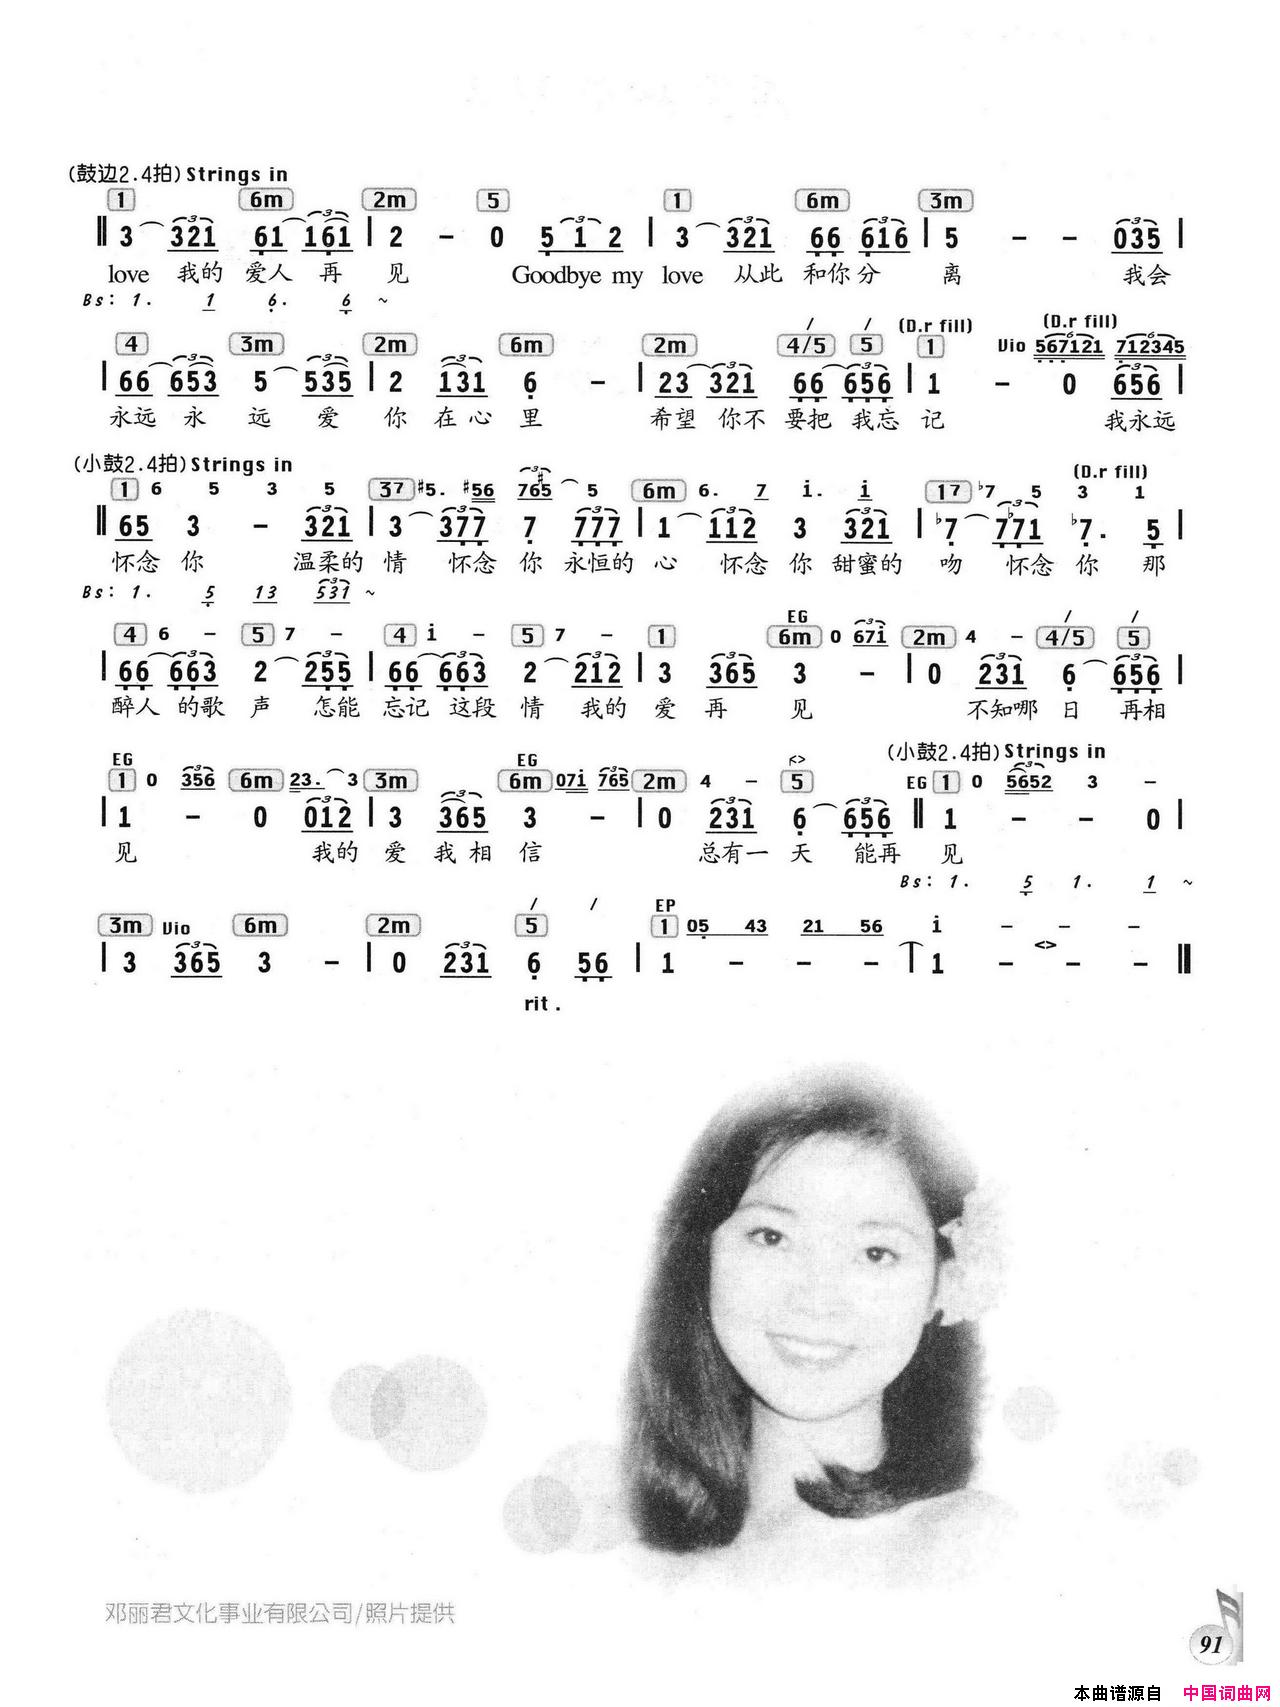 (鼓边2.4拍) Strings in
1 6m 2m 5 1 6m 3m
‖ 3 321 61 161 | 2 - 0 5 1 2 | 3 321 66 616 | 5 - - 035 |
love 我的 爱人 再 见 Goodbye my love 从此 和你分 离 我会
Bs: 1. 1 6. 6 ~
/ / (D.r fill) (D.r fill)
4 3m 2m 6m 2m 4/5 5 1 Vio 567121 712345
| 66 653 5 535 | 2 131 6 - | 23 321 66 656 | 1 - 0 656 |
永远 永 远 爱 你 在心 里 希望 你不 要把 我忘 记 我永远
(小鼓2.4拍) Strings in (D.r fill)
1 6 5 3 5 37 #5. #56 765 5 6m 6. 7 i. i 17 ♭7 5 3 1
‖ 65 3 - 321 | 3 377 7 777 | 1 112 3 321 | ♭7 7♭71 ♭7. 5 |
怀念 你 温柔的 情 怀念 你 永恒的 心 怀念 你 甜蜜的 吻 怀念 你 那
Bs: 1. 5 13 531 ~
EG / /
4 6 - 5 7 - 4 i - 5 7 - 1 6m 0 67i 2m 4 - 4/5 5
| 66 663 2 255 | 66 663 2 212 | 3 365 3 - | 0 231 6 656 |
醉人 的歌 声 怎能 忘记 这段 情 我的 爱 再 见 不知哪 日 再相
(小鼓2.4拍) Strings in
EG EG <>
1 0 356 6m 23. 3 3m 6m 07i 765 2m 4 - 5 EG 1 0 5652 3 -
| 1 - 0 012 | 3 365 3 - | 0 231 6 656 ‖ 1 - - 0 |
见 我的 爱 我 相 信 总有一 天 能再 见
Bs: 1. 5 1. 1 ~
/ / EP
3m Vio 6m 2m 5 1 05 43 21 56 i - - -
| 3 365 3 - | 0 231 6 56 | 1 - - - | 1 - <> - - ‖
rit .
邓丽君文化事业有限公司/照片提供
91
本曲谱源自 中国词曲网